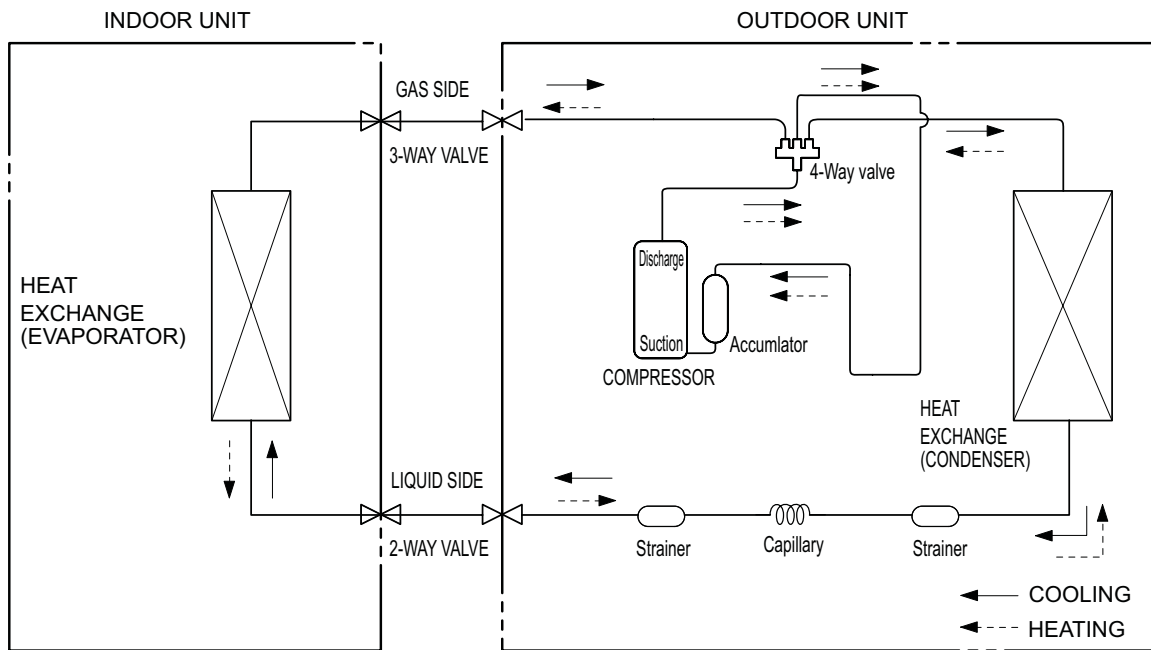 INDOOR UNIT
OUTDOOR UNIT
GAS SIDE
3-WAY VALVE
4-Way valve
HEAT
EXCHANGE
(EVAPORATOR)
Discharge
Suction
Accumlator
COMPRESSOR
HEAT
EXCHANGE
(CONDENSER)
LIQUID SIDE
2-WAY VALVE
Strainer
Capillary
Strainer
COOLING
HEATING